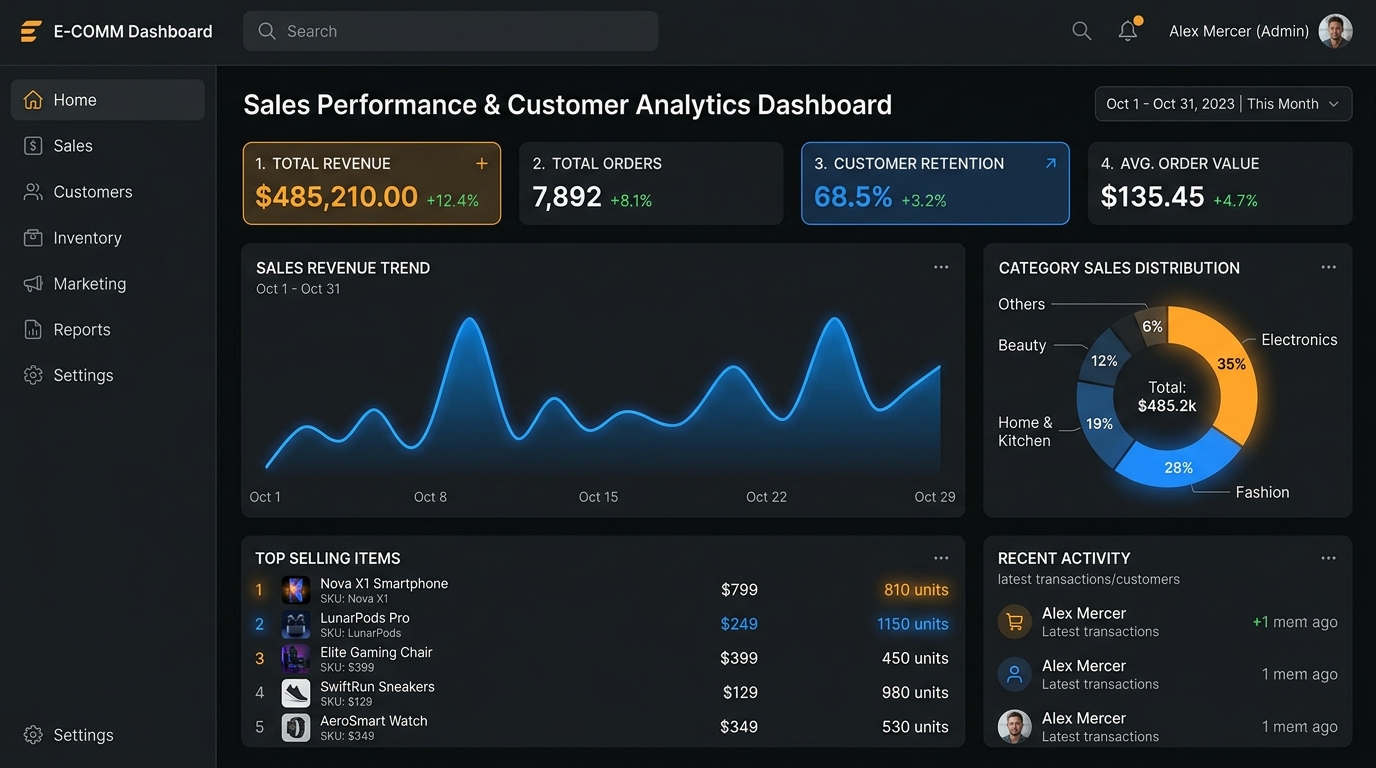 E-COMM Dashboard
Search
Alex Mercer (Admin)
Home
Sales
Customers
Inventory
Marketing
Reports
Settings
Settings
Sales Performance & Customer Analytics Dashboard
Oct 1 - Oct 31, 2023 | This Month
1. TOTAL REVENUE
$485,210.00 +12.4%
2. TOTAL ORDERS
7,892 +8.1%
3. CUSTOMER RETENTION
68.5% +3.2%
4. AVG. ORDER VALUE
$135.45 +4.7%
SALES REVENUE TREND
Oct 1 - Oct 31
Oct 1 Oct 8 Oct 15 Oct 22 Oct 29
CATEGORY SALES DISTRIBUTION
Others
6%
Electronics
35%
Beauty
12%
Total:
$485.2k
Home &
Kitchen
19%
28%
Fashion
TOP SELLING ITEMS
1 Nova X1 Smartphone $799 810 units
SKU: Nova X1
2 LunarPods Pro $249 1150 units
SKU: LunarPods
3 Elite Gaming Chair $399 450 units
SKU: $399
4 SwiftRun Sneakers $129 980 units
SKU: $129
5 AeroSmart Watch $349 530 units
SKU: $349
RECENT ACTIVITY
latest transactions/customers
Alex Mercer
Latest transactions
+1 mem ago
Alex Mercer
Latest transactions
1 mem ago
Alex Mercer
Latest transactions
1 mem ago